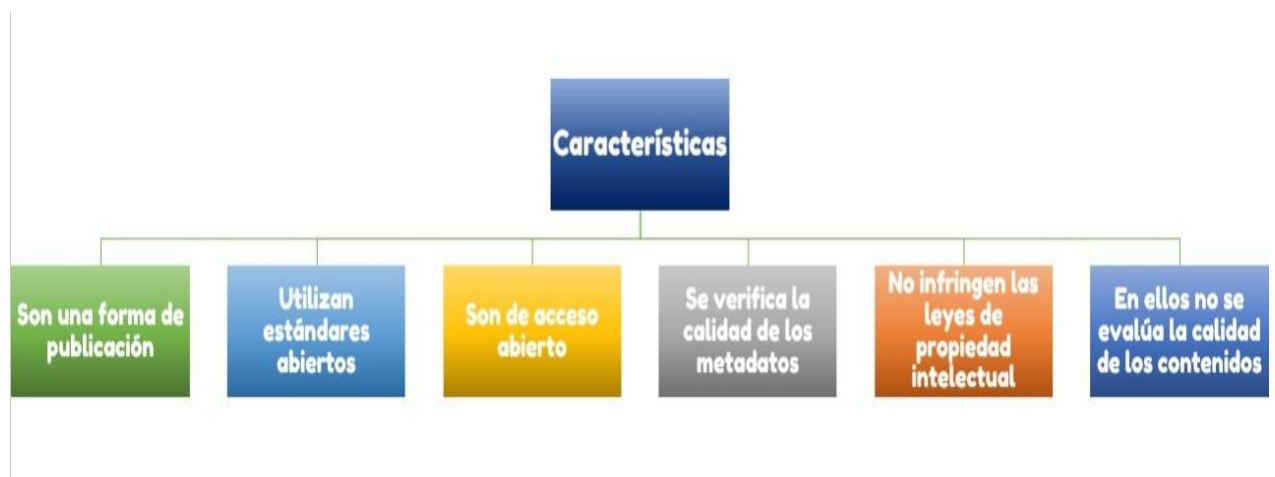 Característícas
Son una forma de
publicación
Utilizan
estándares
abiertos
Son de acceso
abierto
Se verifica la
calidad de los
metadatos
No infringen las
leyes de
propiedad
intelectual
En ellos no se
evalúa la calidad
de los contenidos